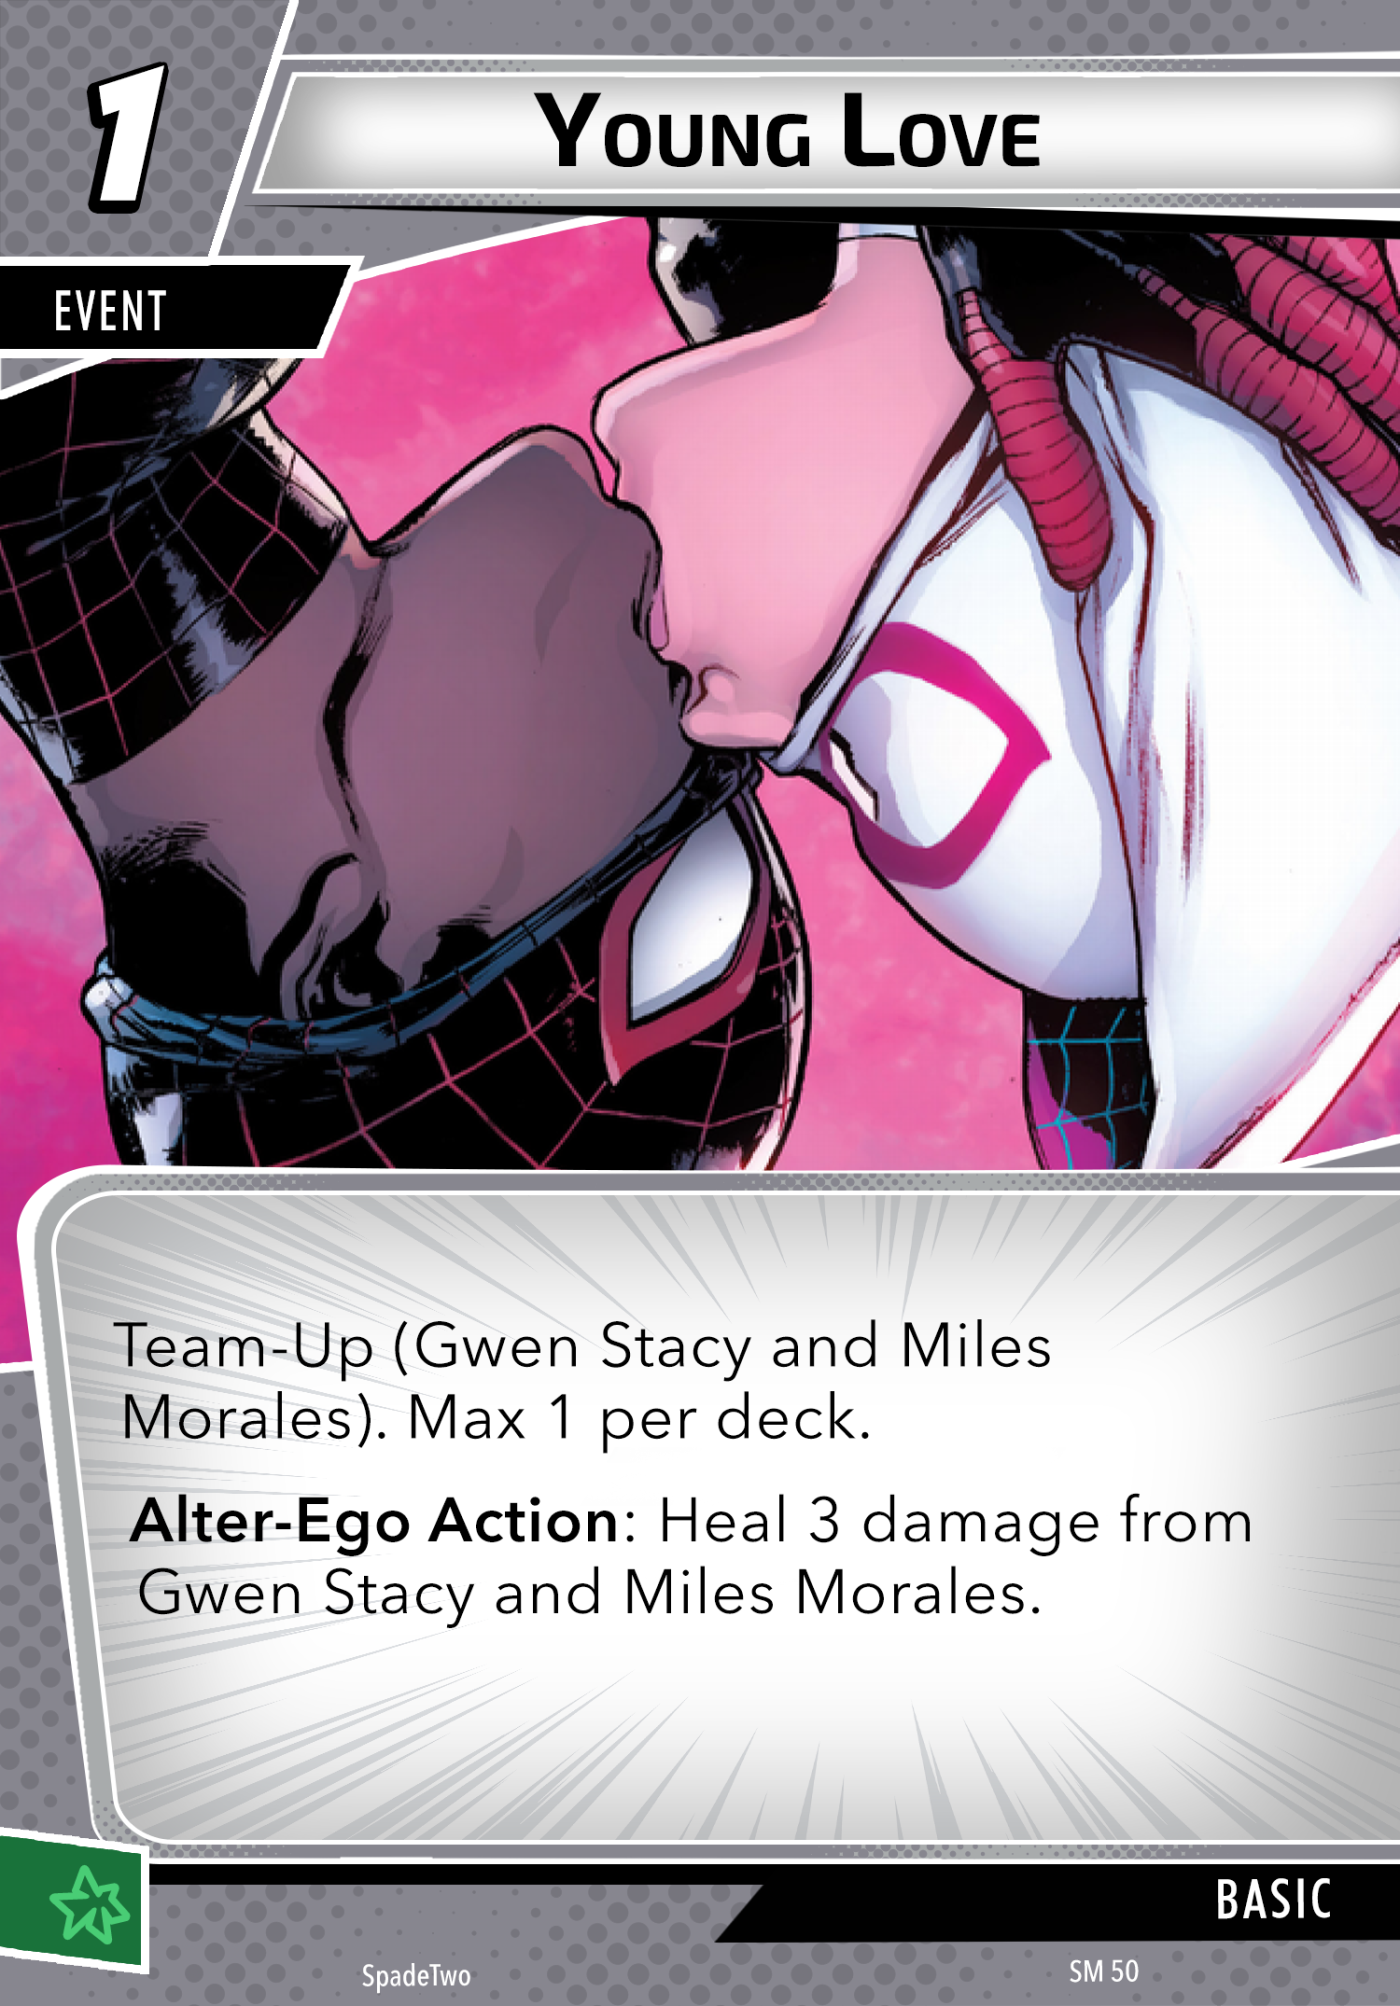 1
Young Love
EVENT
Team-Up (Gwen Stacy and Miles
Morales). Max 1 per deck.
Alter-Ego Action: Heal 3 damage from
Gwen Stacy and Miles Morales.
BASIC
SpadeTwo
SM 50